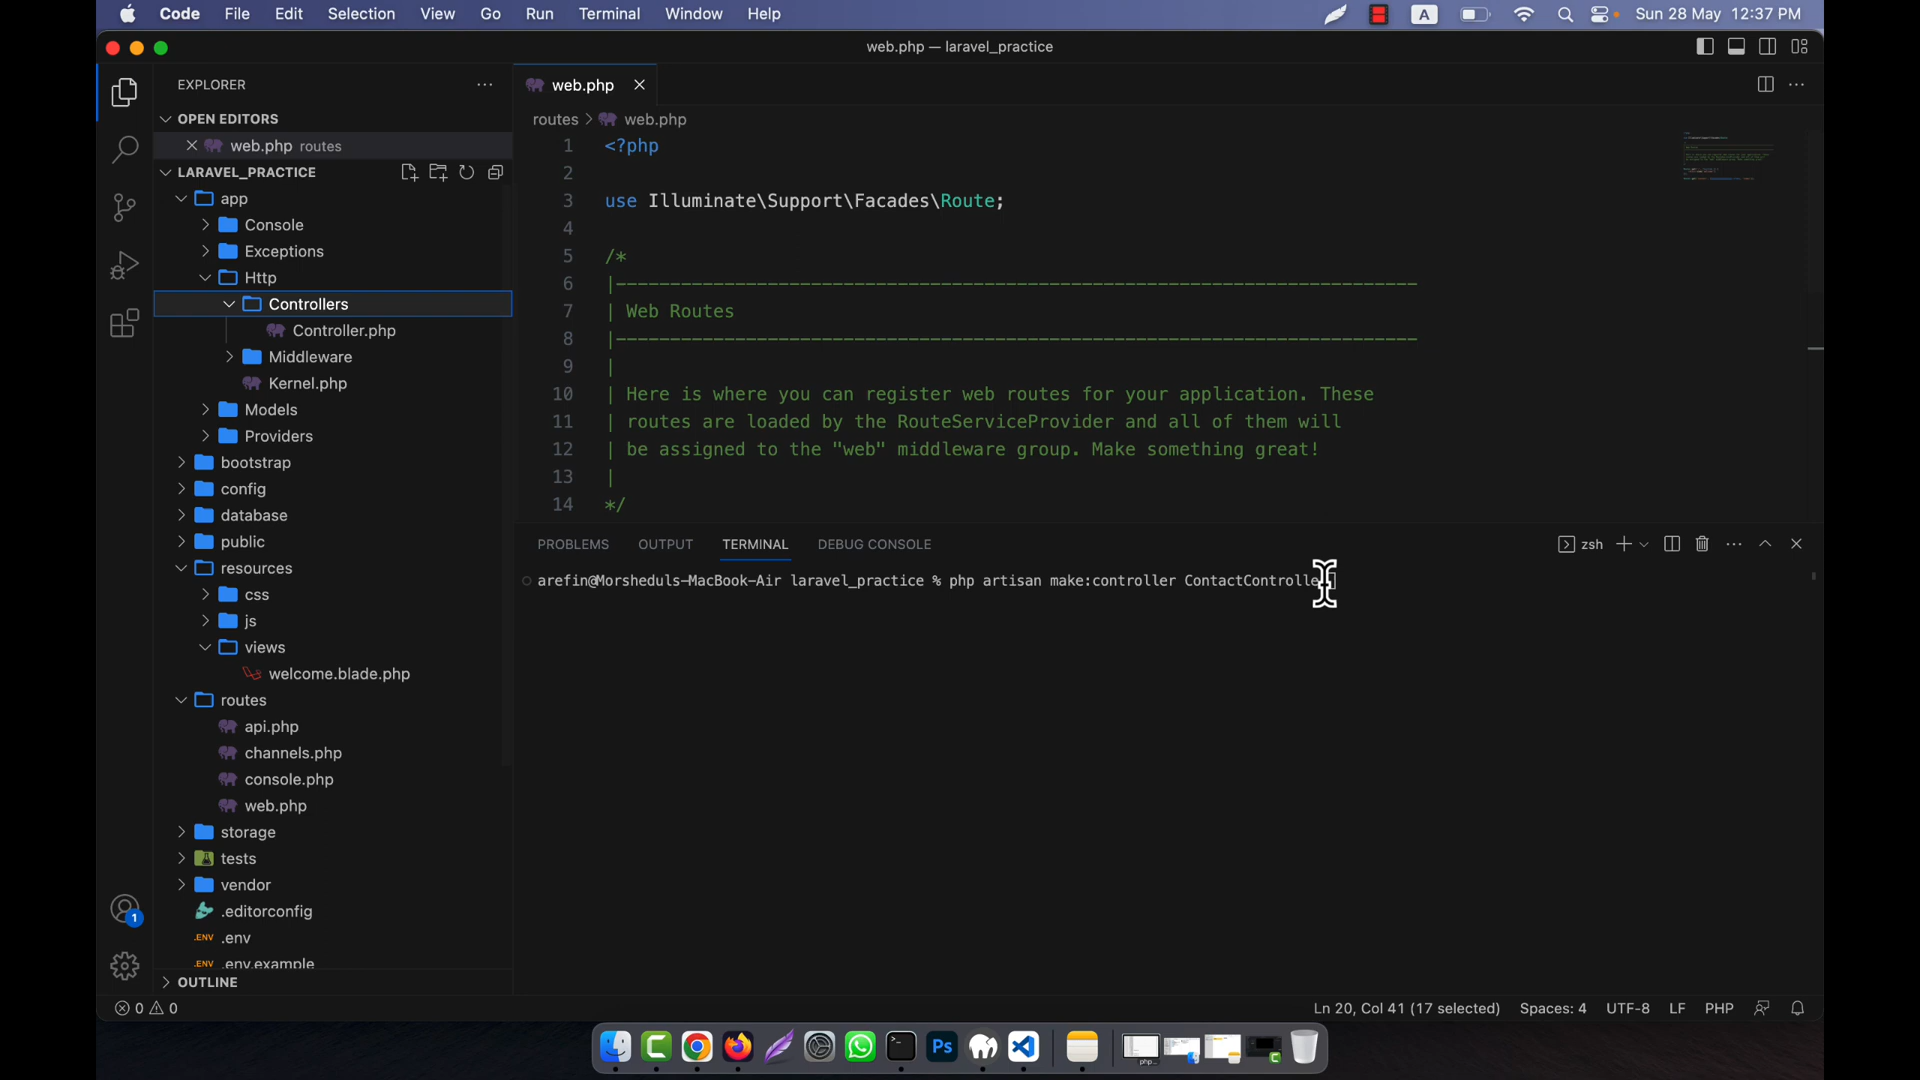 Code File Edit Selection View Go Run Terminal Window Help A Sun 28 May 12:37 PM
web.php — laravel_practice
EXPLORER
OPEN EDITORS
web.php routes
LARAVEL_PRACTICE
app
Console
Exceptions
Http
Controllers
Controller.php
Middleware
Kernel.php
Models
Providers
bootstrap
config
database
public
resources
css
js
views
welcome.blade.php
routes
api.php
channels.php
console.php
web.php
storage
tests
vendor
.editorconfig
.ENV .env
.ENV .env.example
OUTLINE
1
web.php
routes > web.php
1 <?php
2
3 use Illuminate\Support\Facades\Route;
4
5 /*
6 |--------------------------------------------------------------------------
7 | Web Routes
8 |--------------------------------------------------------------------------
9 |
10 | Here is where you can register web routes for your application. These
11 | routes are loaded by the RouteServiceProvider and all of them will
12 | be assigned to the "web" middleware group. Make something great!
13 |
14 */
PROBLEMS OUTPUT TERMINAL DEBUG CONSOLE zsh
arefin@Morsheduls-MacBook-Air laravel_practice % php artisan make:controller ContactControlle
0 0 Ln 20, Col 41 (17 selected) Spaces: 4 UTF-8 LF PHP
Ps
php